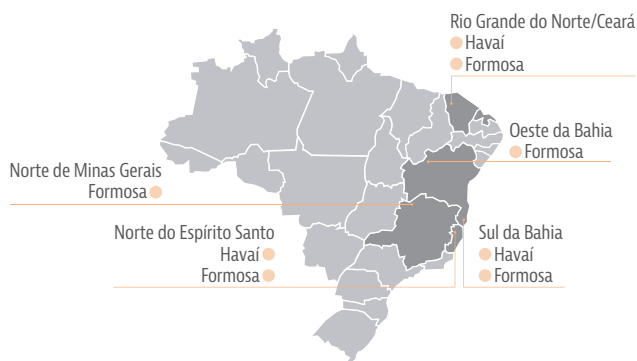 Rio Grande do Norte/Ceará
Havaí
Formosa
Oeste da Bahia
Formosa
Norte de Minas Gerais
Formosa
Norte do Espírito Santo
Havaí
Formosa
Sul da Bahia
Havaí
Formosa